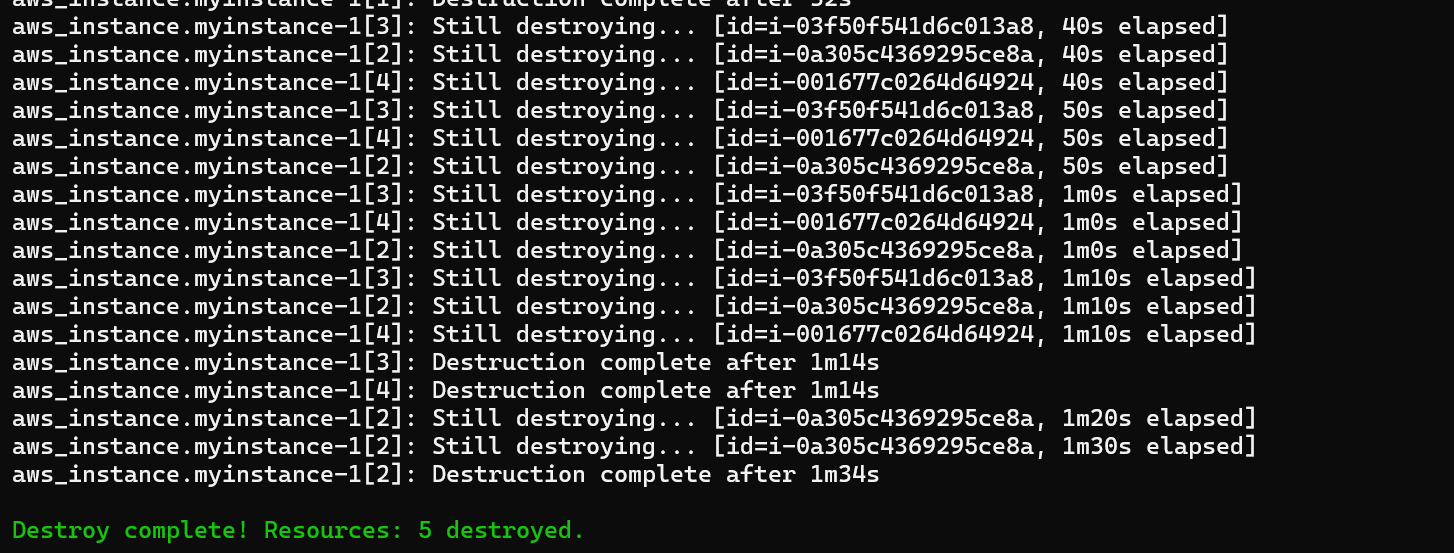 aws_instance.myinstance-1[1]: Destruction complete after 32s
aws_instance.myinstance-1[3]: Still destroying... [id=i-03f50f541d6c013a8, 40s elapsed]
aws_instance.myinstance-1[2]: Still destroying... [id=i-0a305c4369295ce8a, 40s elapsed]
aws_instance.myinstance-1[4]: Still destroying... [id=i-001677c0264d64924, 40s elapsed]
aws_instance.myinstance-1[3]: Still destroying... [id=i-03f50f541d6c013a8, 50s elapsed]
aws_instance.myinstance-1[4]: Still destroying... [id=i-001677c0264d64924, 50s elapsed]
aws_instance.myinstance-1[2]: Still destroying... [id=i-0a305c4369295ce8a, 50s elapsed]
aws_instance.myinstance-1[3]: Still destroying... [id=i-03f50f541d6c013a8, 1m0s elapsed]
aws_instance.myinstance-1[4]: Still destroying... [id=i-001677c0264d64924, 1m0s elapsed]
aws_instance.myinstance-1[2]: Still destroying... [id=i-0a305c4369295ce8a, 1m0s elapsed]
aws_instance.myinstance-1[3]: Still destroying... [id=i-03f50f541d6c013a8, 1m10s elapsed]
aws_instance.myinstance-1[2]: Still destroying... [id=i-0a305c4369295ce8a, 1m10s elapsed]
aws_instance.myinstance-1[4]: Still destroying... [id=i-001677c0264d64924, 1m10s elapsed]
aws_instance.myinstance-1[3]: Destruction complete after 1m14s
aws_instance.myinstance-1[4]: Destruction complete after 1m14s
aws_instance.myinstance-1[2]: Still destroying... [id=i-0a305c4369295ce8a, 1m20s elapsed]
aws_instance.myinstance-1[2]: Still destroying... [id=i-0a305c4369295ce8a, 1m30s elapsed]
aws_instance.myinstance-1[2]: Destruction complete after 1m34s
Destroy complete! Resources: 5 destroyed.